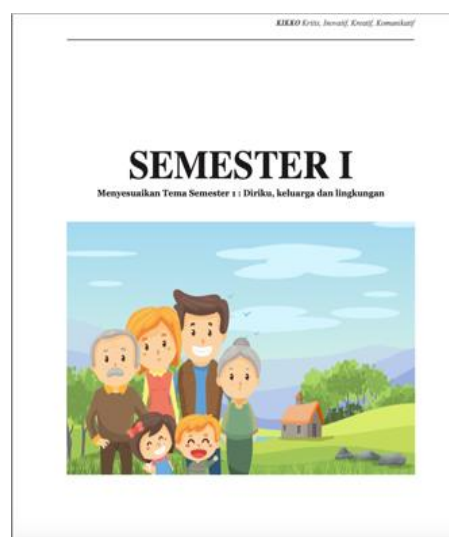 KIKKO Kritis, Inovatif, Kreatif, Komunikatif
SEMESTER I
Menyesuaikan Tema Semester 1 : Diriku, keluarga dan lingkungan